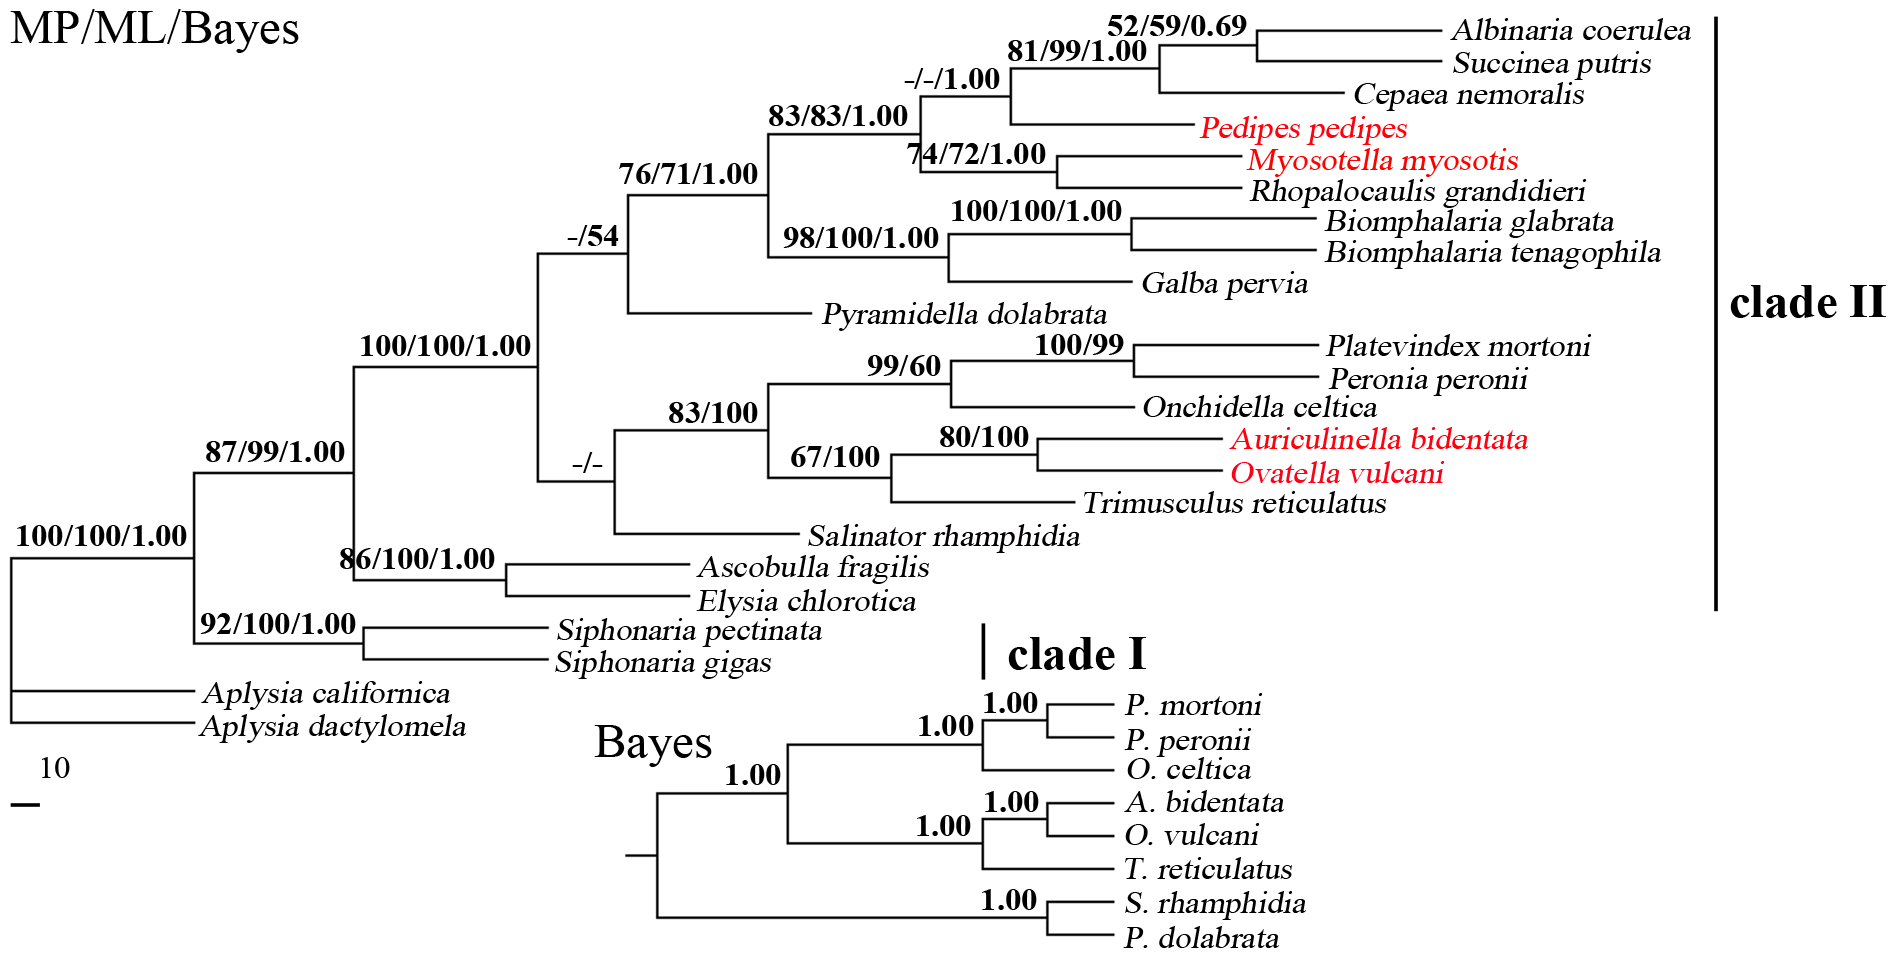 MP/ML/Bayes
52/59/0.69
Albinaria coerulea
81/99/1.00
Succinea putris
-/-/1.00
Cepaea nemoralis
83/83/1.00
Pedipes pedipes
74/72/1.00
Myosotella myosotis
76/71/1.00
Rhopalocaulis grandidieri
100/100/1.00
Biomphalaria glabrata
-/54
98/100/1.00
Biomphalaria tenagophila
Galba pervia
clade II
Pyramidella dolabrata
100/100/1.00
100/99
Platevindex mortoni
99/60
Peronia peronii
83/100
Onchidella celtica
80/100
Auriculinella bidentata
87/99/1.00
-/-
67/100
Ovatella vulcani
Trimusculus reticulatus
100/100/1.00
Salinator rhamphidia
86/100/1.00
Ascobulla fragilis
Elysia chlorotica
92/100/1.00
Siphonaria pectinata
Siphonaria gigas
clade I
Aplysia californica
Aplysia dactylomela
10
Bayes
1.00
P. mortoni
1.00
P. peronii
O. celtica
1.00
1.00
A. bidentata
1.00
O. vulcani
T. reticulatus
1.00
S. rhamphidia
P. dolabrata